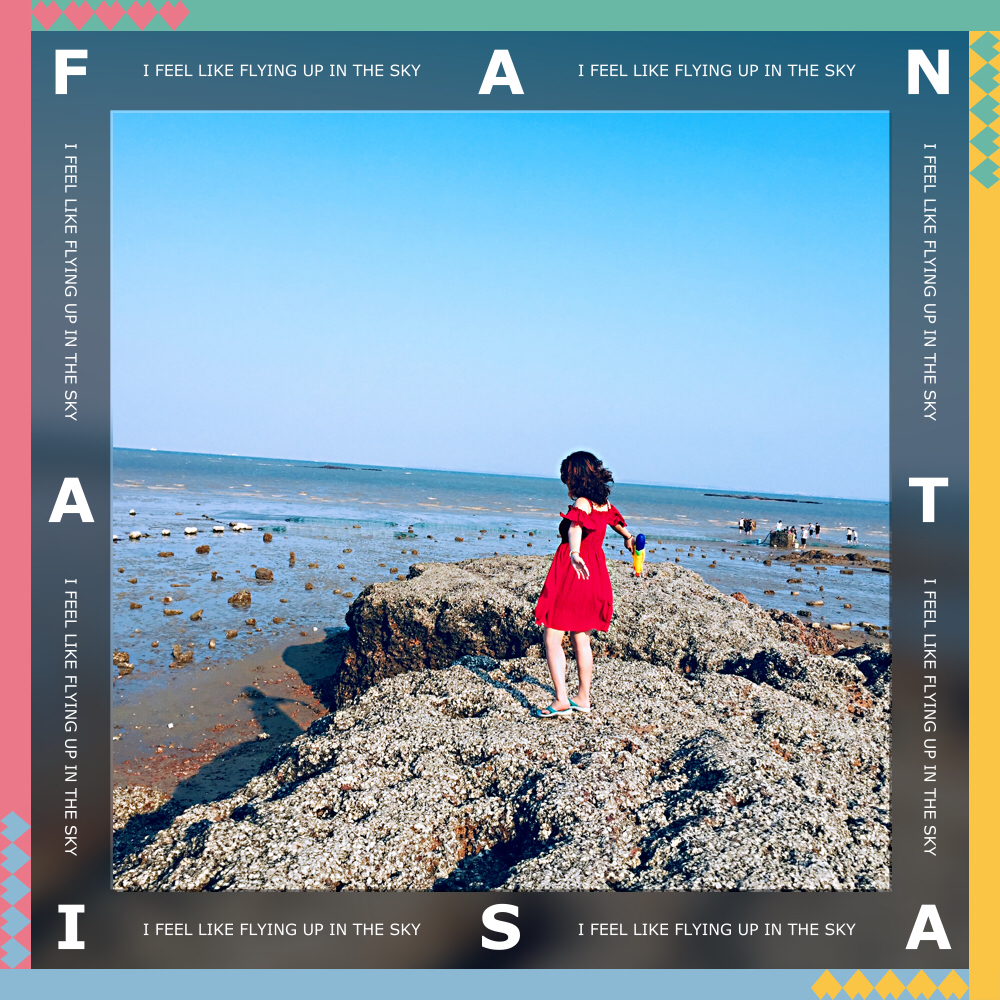 F I FEEL LIKE FLYING UP IN THE SKY A I FEEL LIKE FLYING UP IN THE SKY N
I FEEL LIKE FLYING UP IN THE SKY
I FEEL LIKE FLYING UP IN THE SKY
A
T
I FEEL LIKE FLYING UP IN THE SKY
I FEEL LIKE FLYING UP IN THE SKY
I I FEEL LIKE FLYING UP IN THE SKY S I FEEL LIKE FLYING UP IN THE SKY A